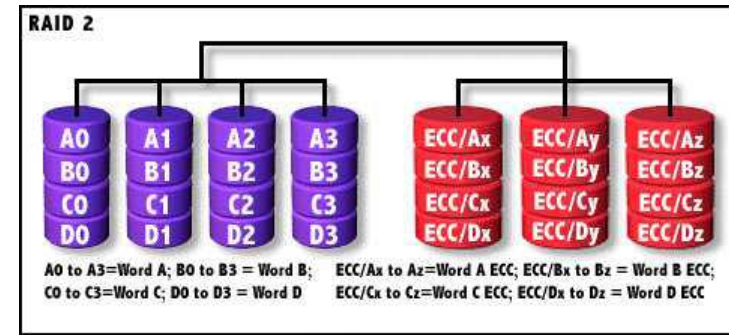 RAID 2
A0 A1 A2 A3 ECC/Ax ECC/Ay ECC/Az
B0 B1 B2 B3 ECC/Bx ECC/By ECC/Bz
C0 C1 C2 C3 ECC/Cx ECC/Cy ECC/Cz
D0 D1 D2 D3 ECC/Dx ECC/Dy ECC/Dz
A0 to A3=Word A; B0 to B3 = Word B;
C0 to C3=Word C; D0 to D3 = Word D
ECC/Ax to Az=Word A ECC; ECC/Bx to Bz = Word B ECC;
ECC/Cx to Cz=Word C ECC; ECC/Dx to Dz = Word D ECC